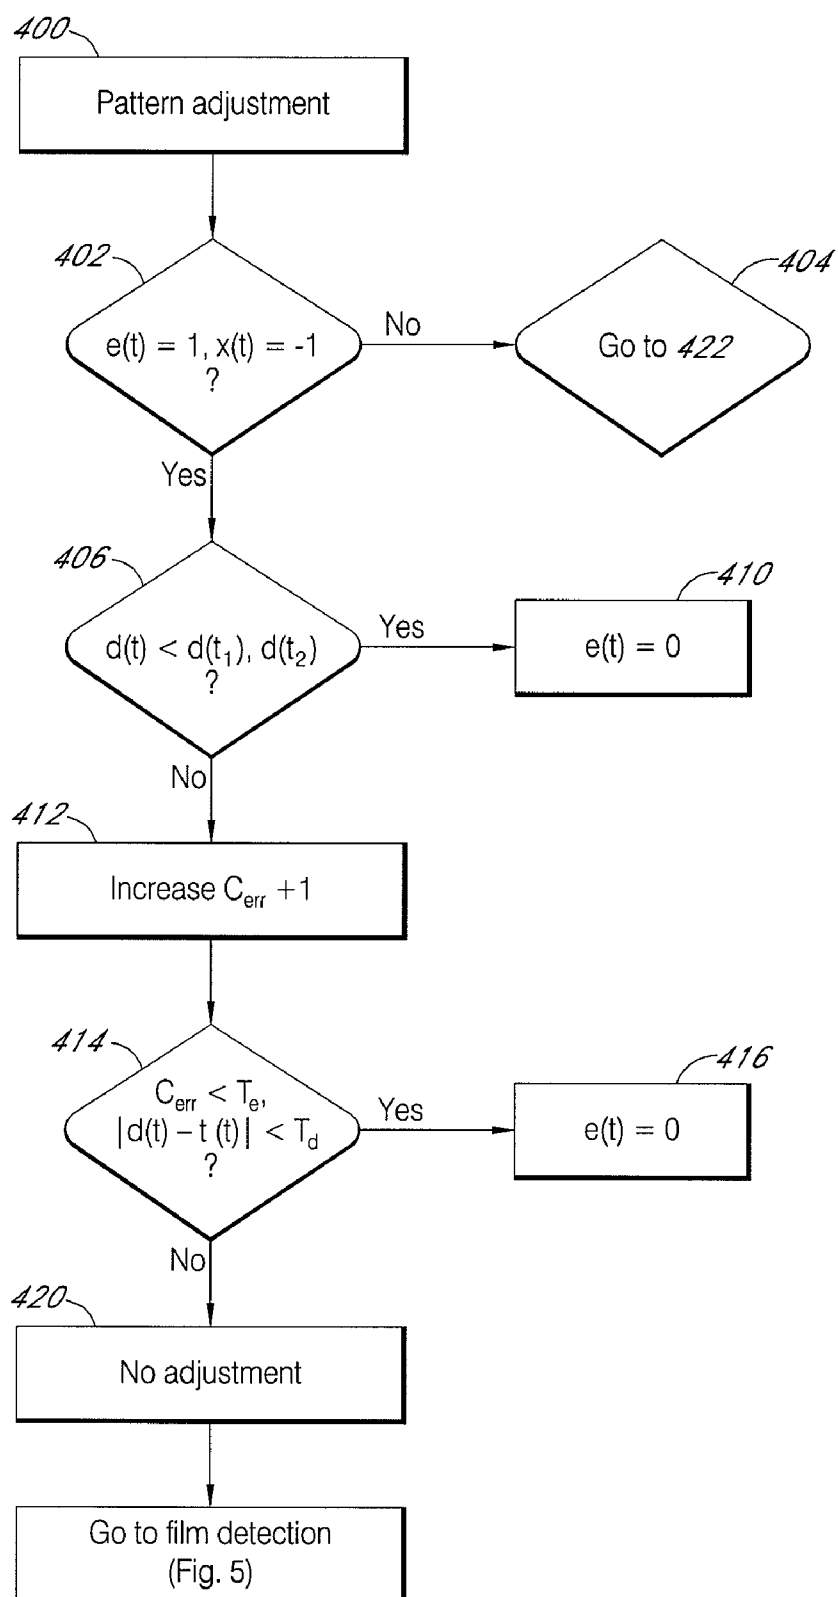 400
Pattern adjustment
402
e(t) = 1, x(t) = -1
?
No
404
Go to 422
Yes
406
d(t) < d(t₁), d(t₂)
?
Yes
410
e(t) = 0
No
412
Increase Cₑᵣᵣ +1
414
Cₑᵣᵣ < Tₑ,
|d(t) – t (t)| < T_d
?
Yes
416
e(t) = 0
No
420
No adjustment
Go to film detection
(Fig. 5)